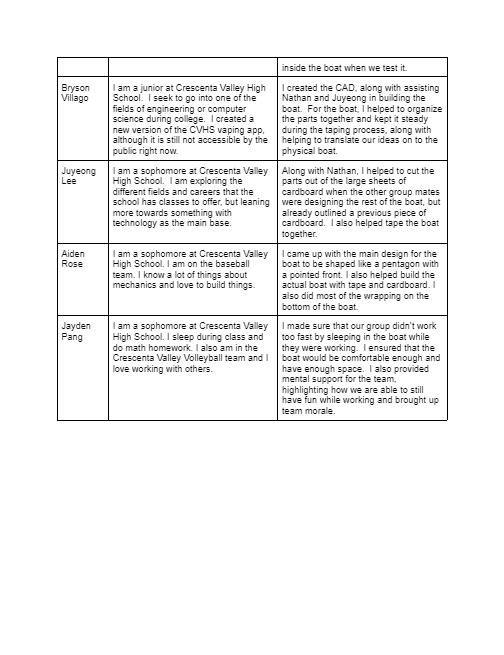 inside the boat when we test it.
Bryson
Villago
I am a junior at Crescenta Valley High
School.  I seek to go into one of the
fields of engineering or computer
science during college.  I created a
new version of the CVHS vaping app,
although it is still not accessible by the
public right now.
I created the CAD, along with assisting
Nathan and Juyeong in building the
boat.  For the boat, I helped to organize
the parts together and kept it steady
during the taping process, along with
helping to translate our ideas on to the
physical boat.
Juyeong
Lee
I am a sophomore at Crescenta Valley
High School.  I am exploring the
different fields and careers that the
school has classes to offer, but leaning
more towards something with
technology as the main base.
Along with Nathan, I helped to cut the
parts out of the large sheets of
cardboard when the other group mates
were designing the rest of the boat, but
already outlined a previous piece of
cardboard.  I also helped tape the boat
together.
Aiden
Rose
I am a sophomore at Crescenta Valley
High School. I am on the baseball
team. I know a lot of things about
mechanics and love to build things.
I came up with the main design for the
boat to be shaped like a pentagon with
a pointed front. I also helped build the
actual boat with tape and cardboard. I
also did most of the wrapping on the
bottom of the boat.
Jayden
Pang
I am a sophomore at Crescenta Valley
High School. I sleep during class and
do math homework. I also am in the
Crescenta Valley Volleyball team and I
love working with others.
I made sure that our group didn't work
too fast by sleeping in the boat while
they were working.  I ensured that the
boat would be comfortable enough and
have enough space.  I also provided
mental support for the team,
highlighting how we are able to still
have fun while working and brought up
team morale.